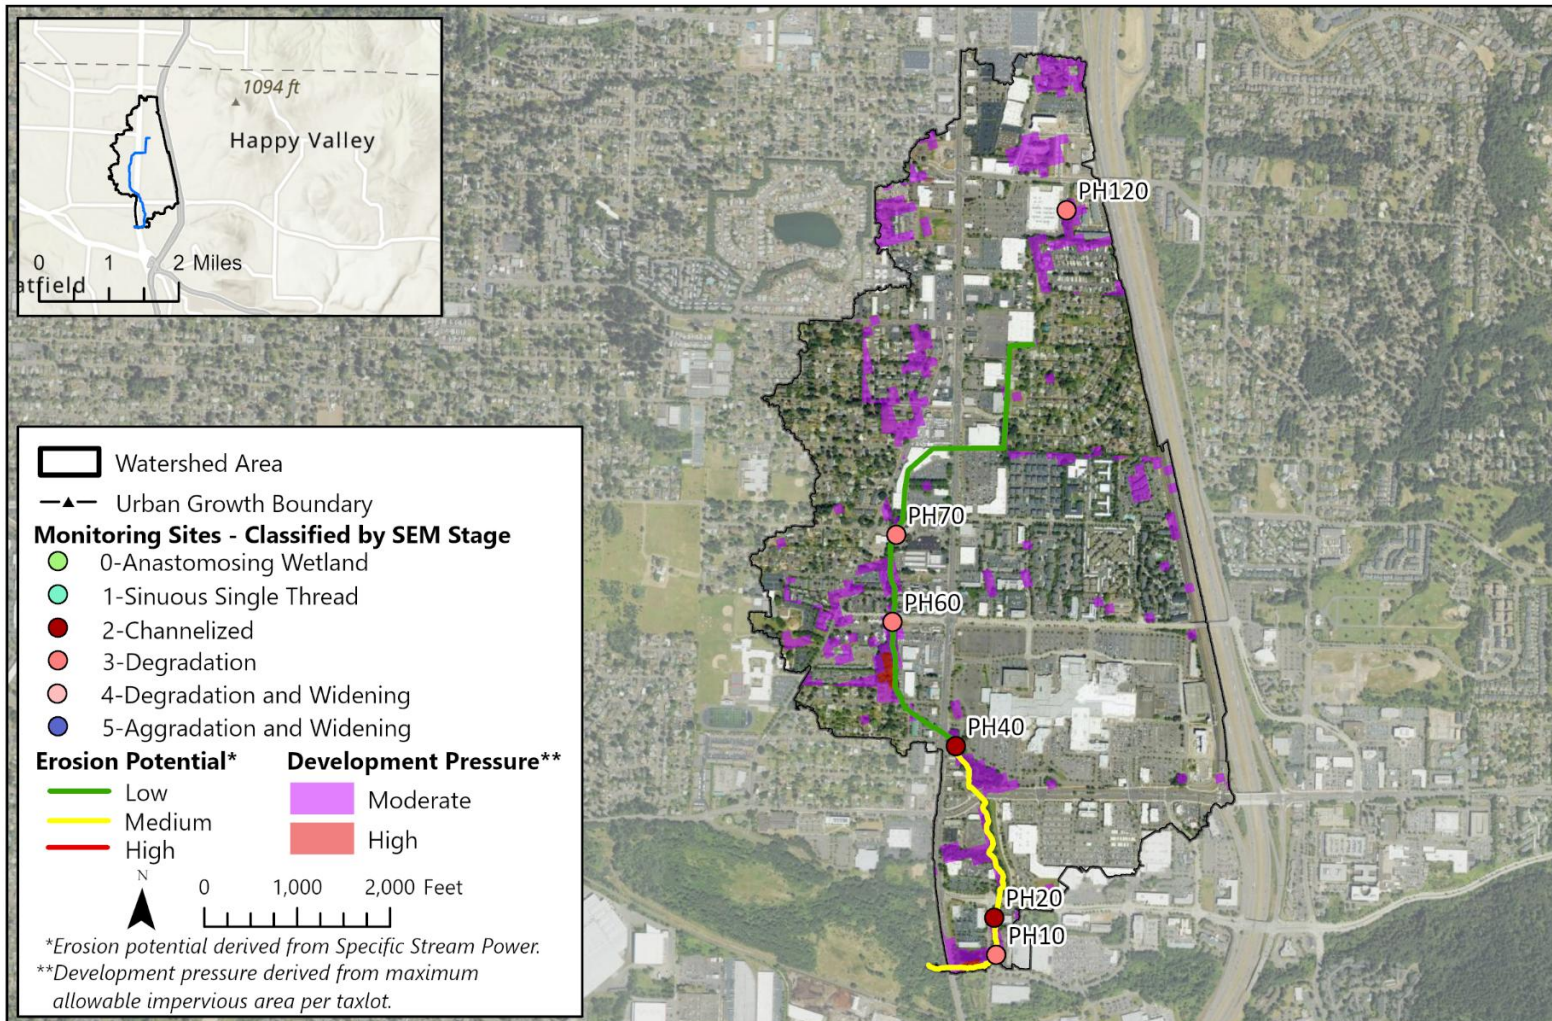 1094 ft
Happy Valley
0 1 2 Miles
atfield
PH120
PH70
PH60
PH40
PH20
PH10
Watershed Area
Urban Growth Boundary
Monitoring Sites - Classified by SEM Stage
0-Anastomosing Wetland
1-Sinuous Single Thread
2-Channelized
3-Degradation
4-Degradation and Widening
5-Aggradation and Widening
Erosion Potential* Development Pressure**
Low
Medium
High
Moderate
High
N
0 1,000 2,000 Feet
*Erosion potential derived from Specific Stream Power.
**Development pressure derived from maximum
allowable impervious area per taxlot.